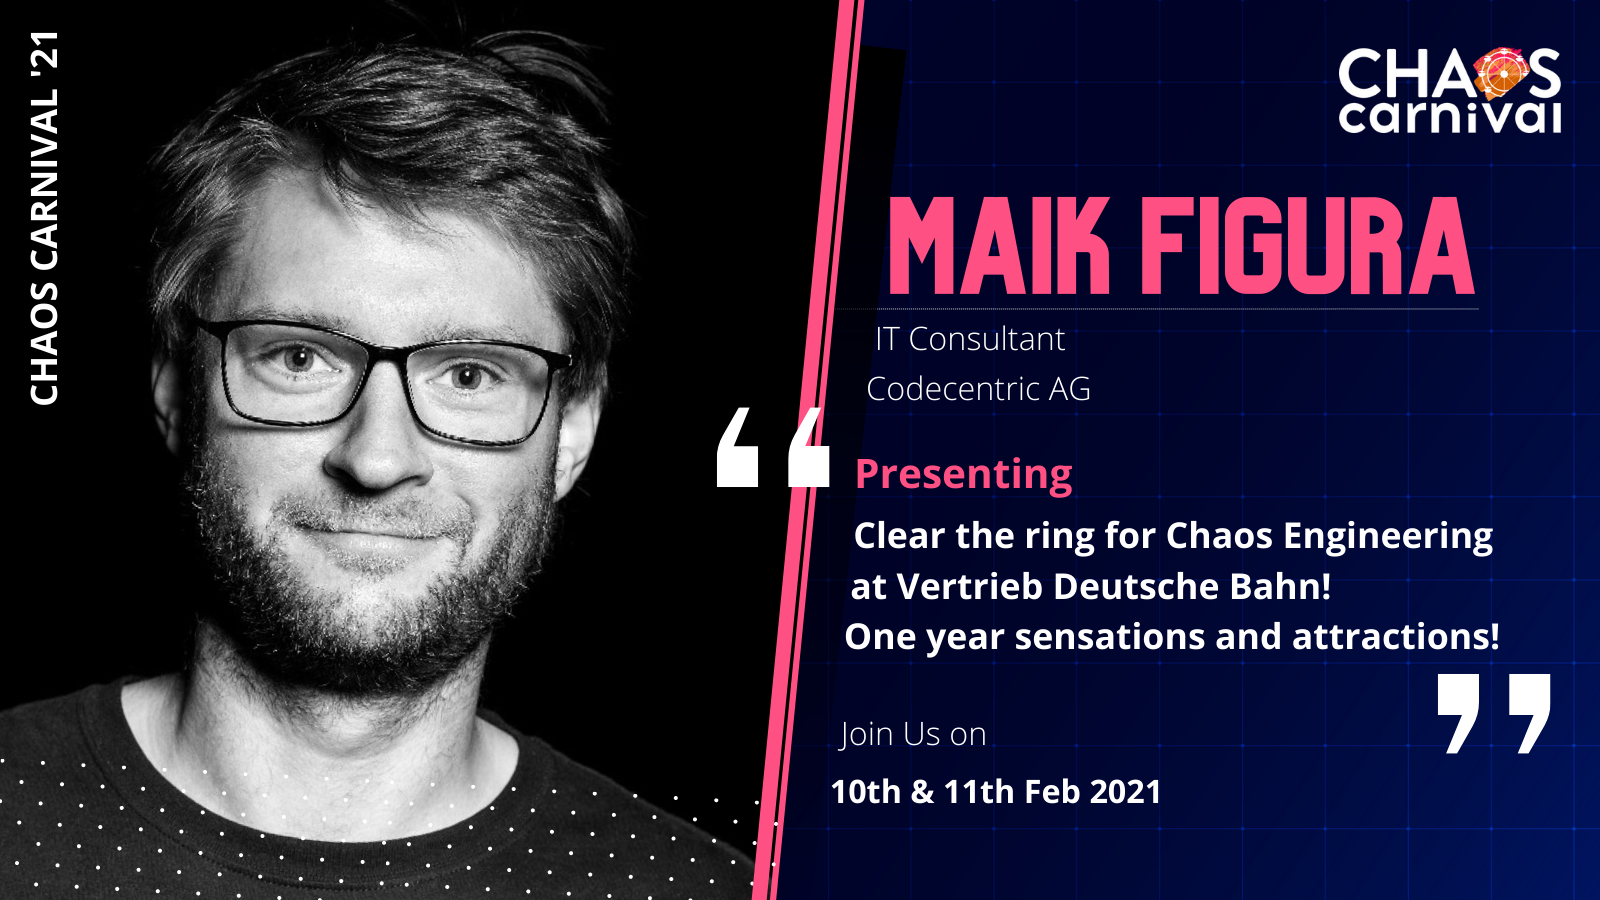 CHAOS CARNIVAL '21
CHAOS
carnival
MAIK FIGURA
IT Consultant
Codecentric AG
“
Presenting
Clear the ring for Chaos Engineering
at Vertrieb Deutsche Bahn!
One year sensations and attractions!
”
Join Us on
10th & 11th Feb 2021